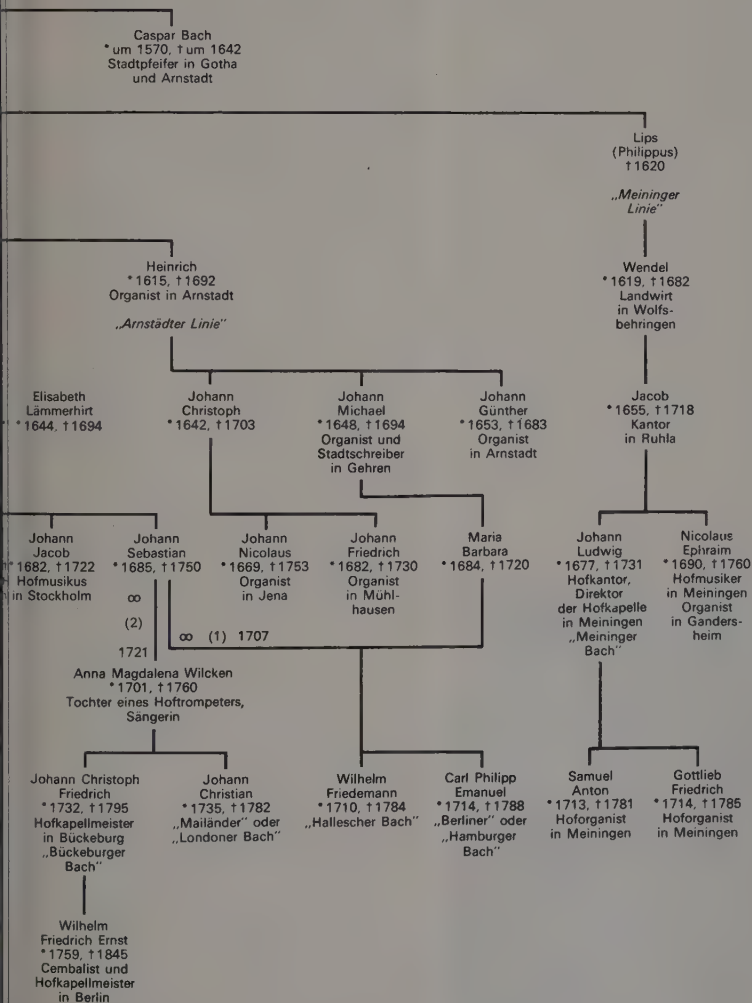 Caspar Bach
* um 1570, † um 1642
Stadtpfeifer in Gotha
und Arnstadt
Lips
(Philippus)
† 1620
„Meininger
Linie"
Heinrich
* 1615, † 1692
Organist in Arnstadt
„Arnstädter Linie"
Wendel
* 1619, † 1682
Landwirt
in Wolfs-
behringen
Elisabeth
Lämmerhirt
* 1644, † 1694
Johann
Christoph
* 1642, † 1703
Johann
Michael
* 1648, † 1694
Organist und
Stadtschreiber
in Gehren
Johann
Günther
* 1653, † 1683
Organist
in Arnstadt
Jacob
* 1655, † 1718
Kantor
in Ruhla
Johann
Jacob
* 1682, † 1722
Hofmusikus
in Stockholm
Johann
Sebastian
* 1685, † 1750
Johann
Nicolaus
* 1669, † 1753
Organist
in Jena
Johann
Friedrich
* 1682, † 1730
Organist
in Mühl-
hausen
Maria
Barbara
* 1684, † 1720
Johann
Ludwig
* 1677, † 1731
Hofkantor,
Direktor
der Hofkapelle
in Meiningen
„Meininger
Bach"
Nicolaus
Ephraim
* 1690, † 1760
Hofmusiker
in Meiningen
Organist
in Ganders-
heim
∞
(2)
1721
∞ (1) 1707
Anna Magdalena Wilcken
* 1701, † 1760
Tochter eines Hoftrompeters,
Sängerin
Johann Christoph
Friedrich
* 1732, † 1795
Hofkapellmeister
in Bückeburg
„Bückeburger
Bach"
Johann
Christian
* 1735, † 1782
„Mailänder" oder
„Londoner Bach"
Wilhelm
Friedemann
* 1710, † 1784
„Hallescher Bach"
Carl Philipp
Emanuel
* 1714, † 1788
„Berliner" oder
„Hamburger
Bach"
Samuel
Anton
* 1713, † 1781
Hoforganist
in Meiningen
Gottlieb
Friedrich
* 1714, † 1785
Hoforganist
in Meiningen
Wilhelm
Friedrich Ernst
* 1759, † 1845
Cembalist und
Hofkapellmeister
in Berlin